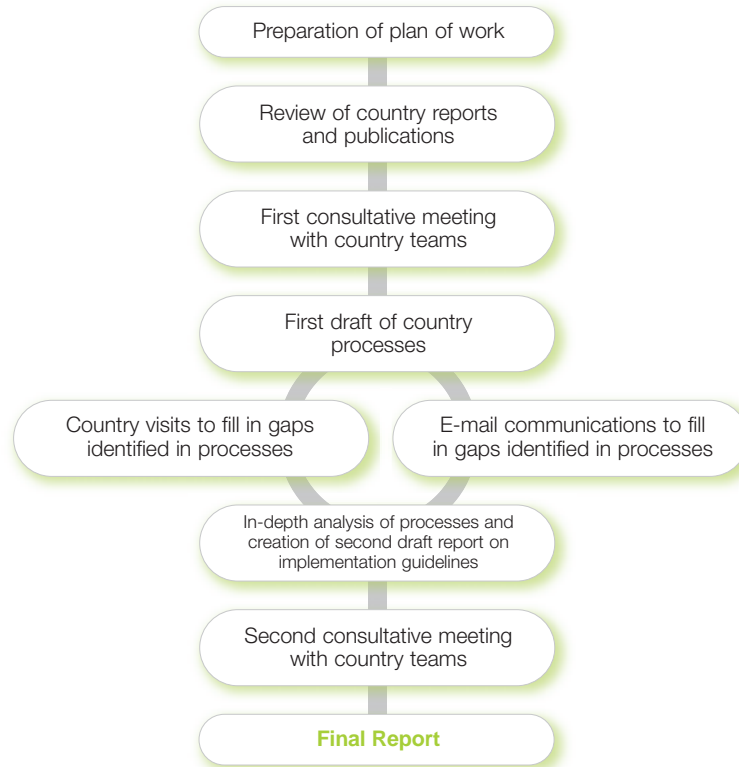 Preparation of plan of work
Review of country reports
and publications
First consultative meeting
with country teams
First draft of country
processes
Country visits to fill in gaps
identified in processes
E-mail communications to fill
in gaps identified in processes
In-depth analysis of processes and
creation of second draft report on
implementation guidelines
Second consultative meeting
with country teams
Final Report